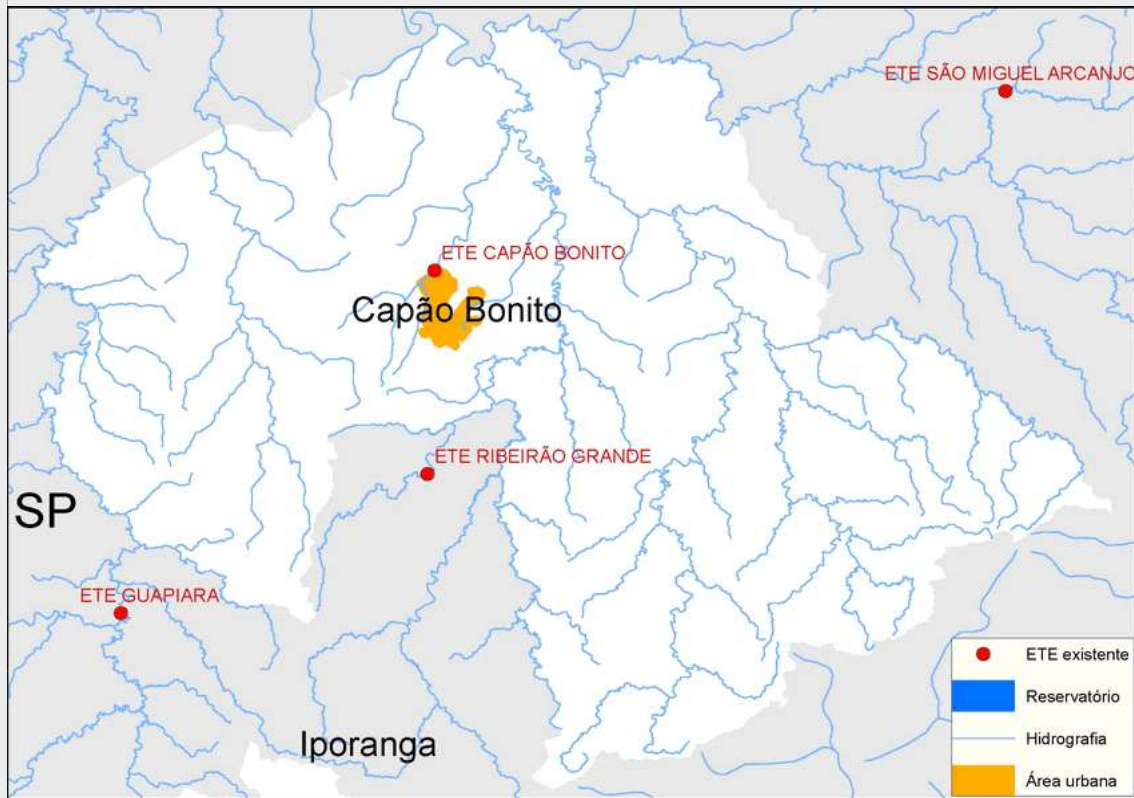 ETE SÃO MIGUEL ARCANJO
ETE CAPÃO BONITO
Capão Bonito
ETE RIBEIRÃO GRANDE
SP
ETE GUAPIARA
Iporanga
ETE existente
Reservatório
Hidrografia
Área urbana